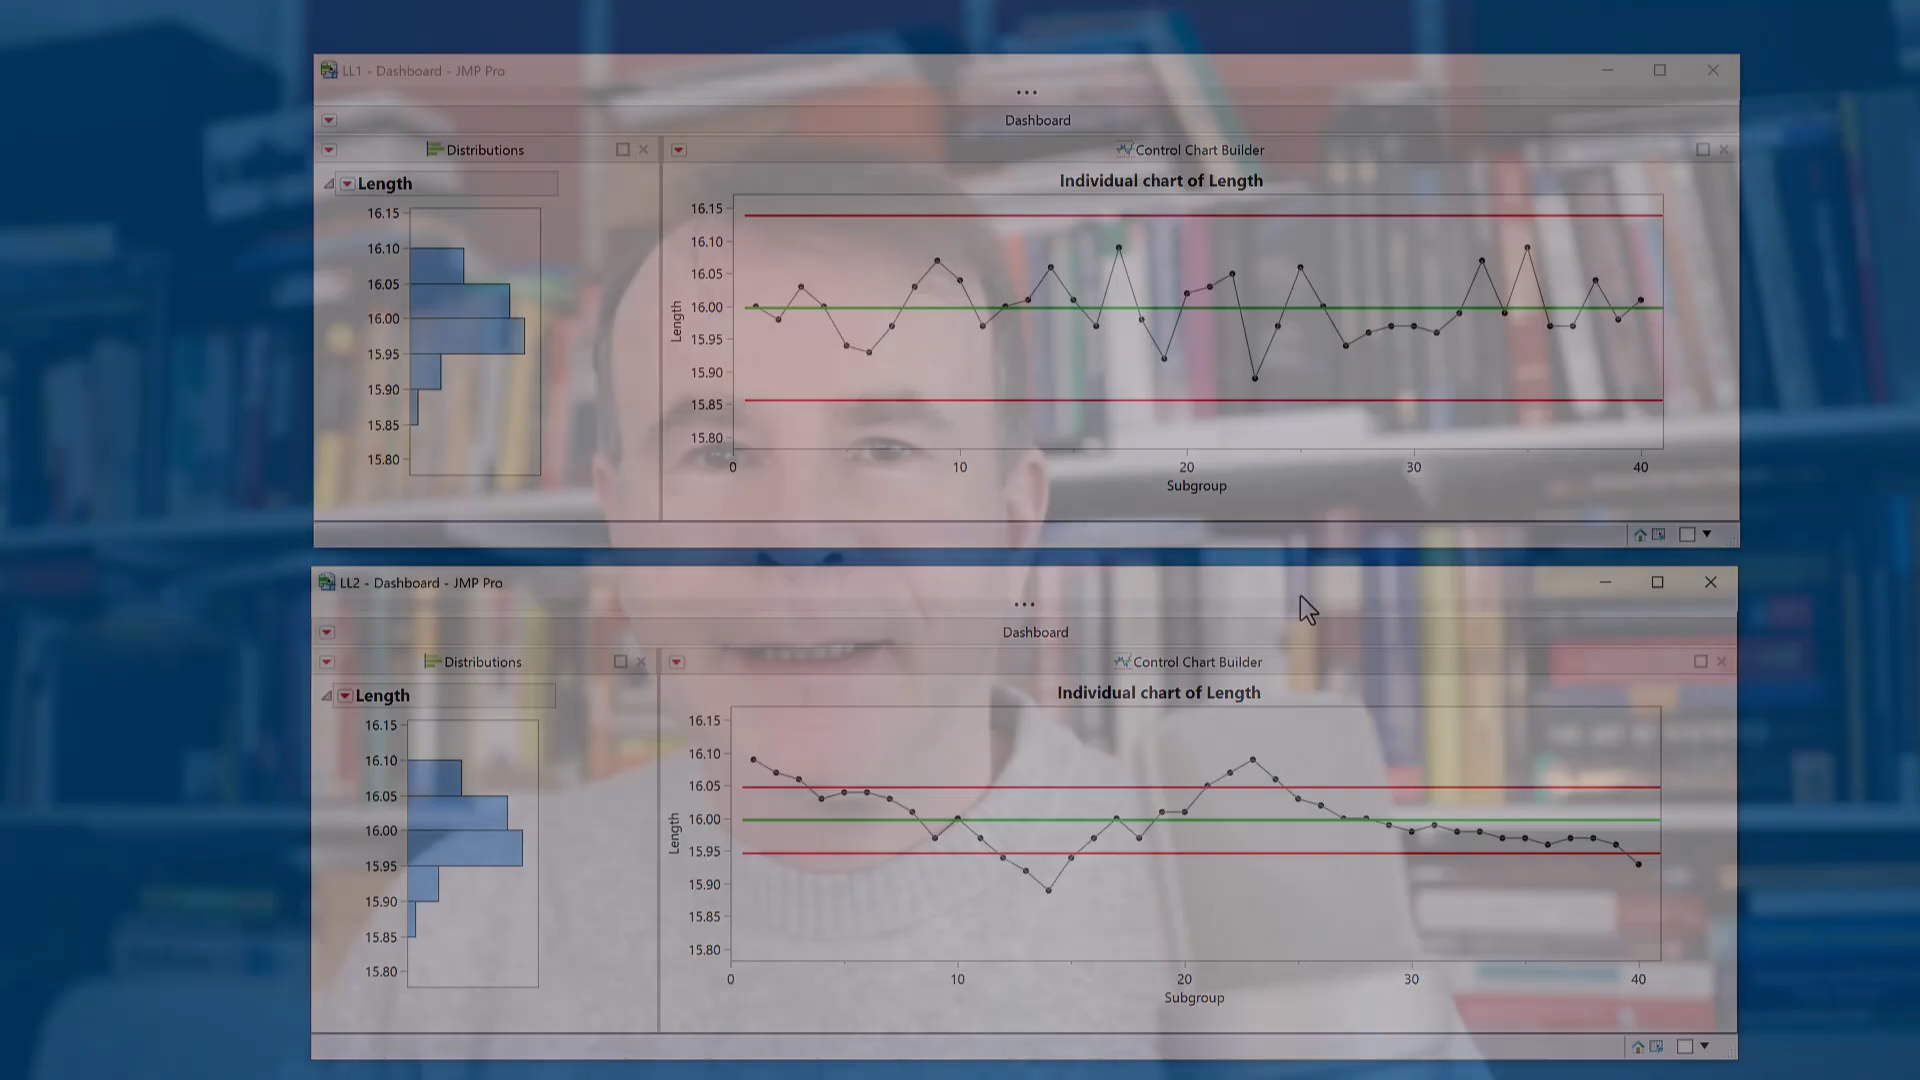 LL1 - Dashboard - JMP Pro
Dashboard
Distributions
Control Chart Builder
Length
Individual chart of Length
16.15
16.10
16.05
16.00
15.95
15.90
15.85
15.80
Length
16.15
16.10
16.05
16.00
15.95
15.90
15.85
15.80
0 10 20 30 40
Subgroup
LL2 - Dashboard - JMP Pro
Dashboard
Distributions
Control Chart Builder
Length
Individual chart of Length
16.15
16.10
16.05
16.00
15.95
15.90
15.85
15.80
Length
16.15
16.10
16.05
16.00
15.95
15.90
15.85
15.80
0 10 20 30 40
Subgroup